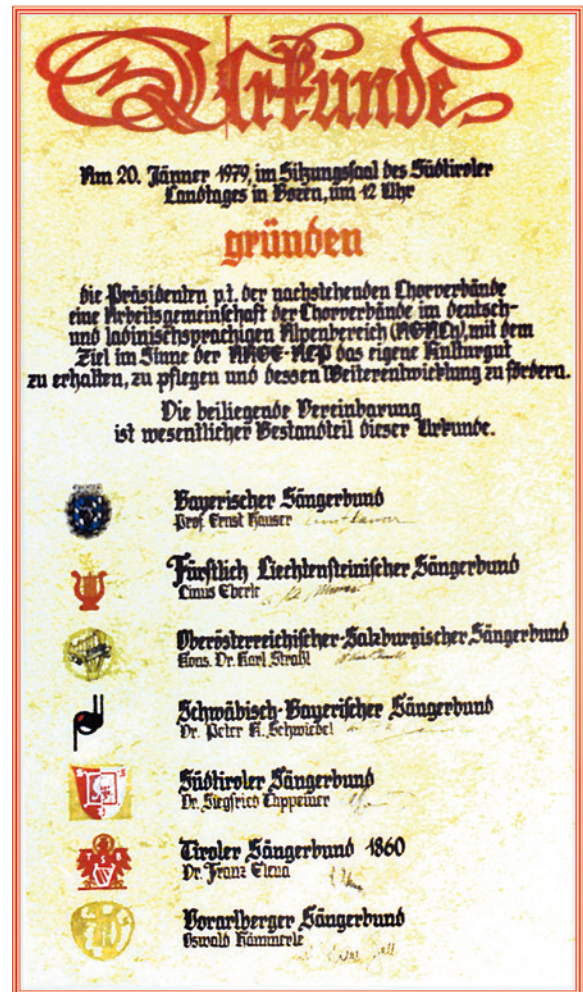 Urkunde
Am 20. Jänner 1979, im Sitzungssaal des Südtiroler
Landtages in Bozen, um 12 Uhr
gründen
die Präsidenten p.t. der nachstehenden Chorverbände
eine Arbeitsgemeinschaft der Chorverbände im deutsch-
und ladinischsprachigen Alpenbereich (AGACh), mit dem
Ziel im Sinne der das eigene Kulturgut
zu erhalten, zu pflegen und dessen Weiterentwicklung zu fördern.
Die beiliegende Vereinbarung
ist wesentlicher Bestandteil dieser Urkunde.
Bayerischer Sängerbund
Prof. Ernst Hauser
Fürstlich Liechtensteinischer Sängerbund
Linus Eberle
Oberösterreichischer-Salzburgischer Sängerbund
Kons. Dr. Karl Straßl
Schwäbisch-Bayerischer Sängerbund
Dr. Peter A. Schwiebel
Südtiroler Sängerbund
Dr. Siegfried Tappeiner
Tiroler Sängerbund 1860
Dr. Franz Elena
Vorarlberger Sängerbund
Oswald Hämmerle